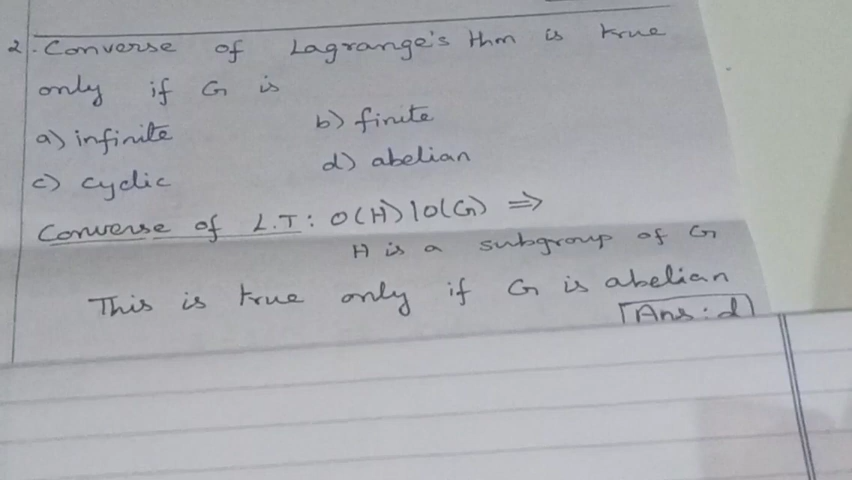 2. Converse of Lagrange's thm is true
only if G is
a) infinite b) finite
c) cyclic d) abelian
Converse of L.T: O(H)|O(G) ⇒
H is a subgroup of G
This is true only if G is abelian
Ans: d